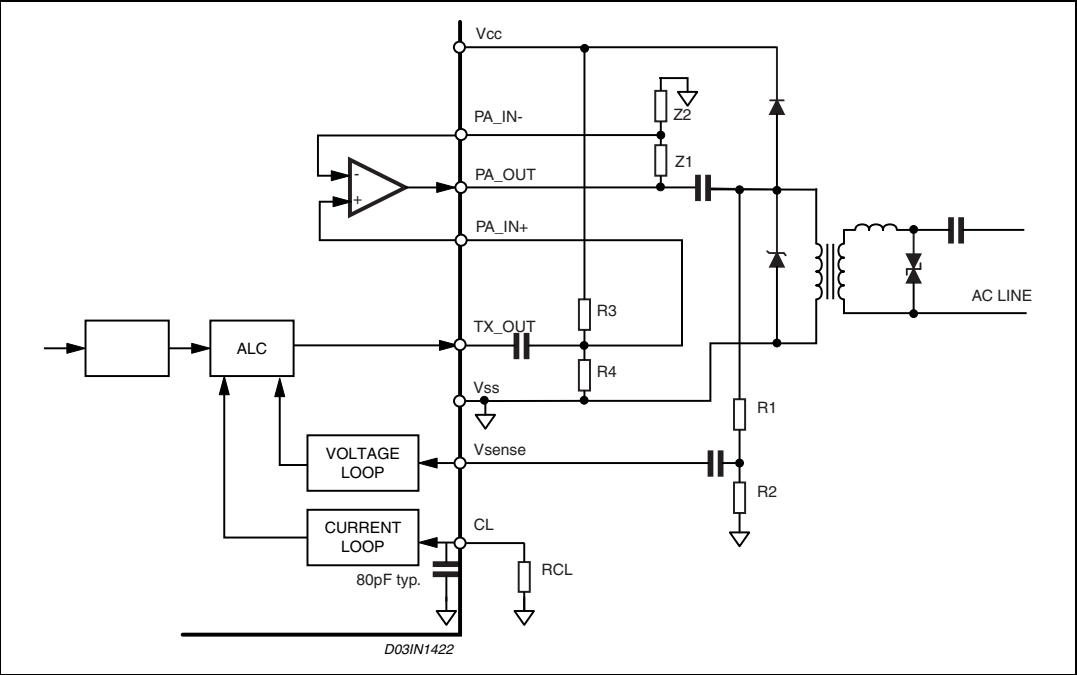 Vcc
PA_IN-
Z2
Z1
-
PA_OUT
+
PA_IN+
AC LINE
R3
TX_OUT
ALC
R4
Vss
R1
VOLTAGE
LOOP
Vsense
R2
CURRENT
LOOP
CL
80pF typ.
RCL
D03IN1422